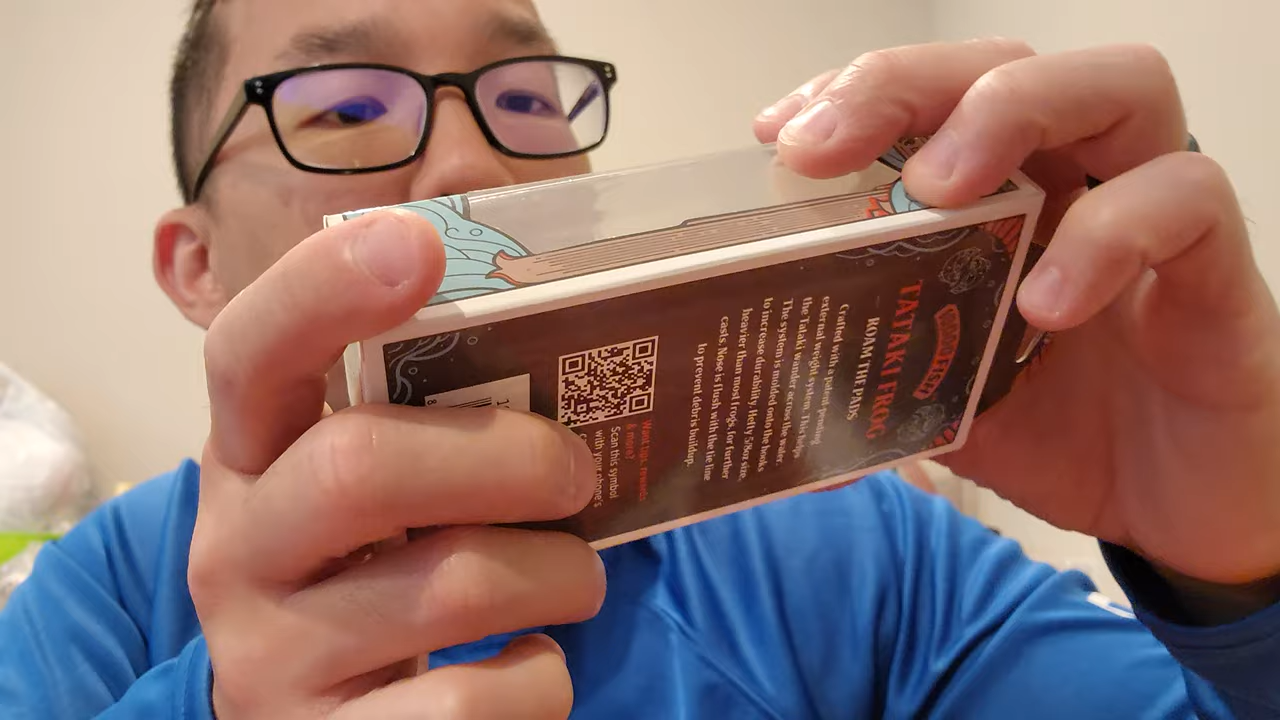 TATAKI FROG
ROAM THE PADS
Crafted with a patent-pending
external weight system. This helps
the Tataki wander across the water.
The system is molded onto the hooks
to increase durability. Hefty 5/8oz size,
heavier than most frogs, for further
casts. Nose is flush with the tie line
to prevent debris buildup.
Want tips, rewards
& more?
Scan this symbol
with your phone's
8